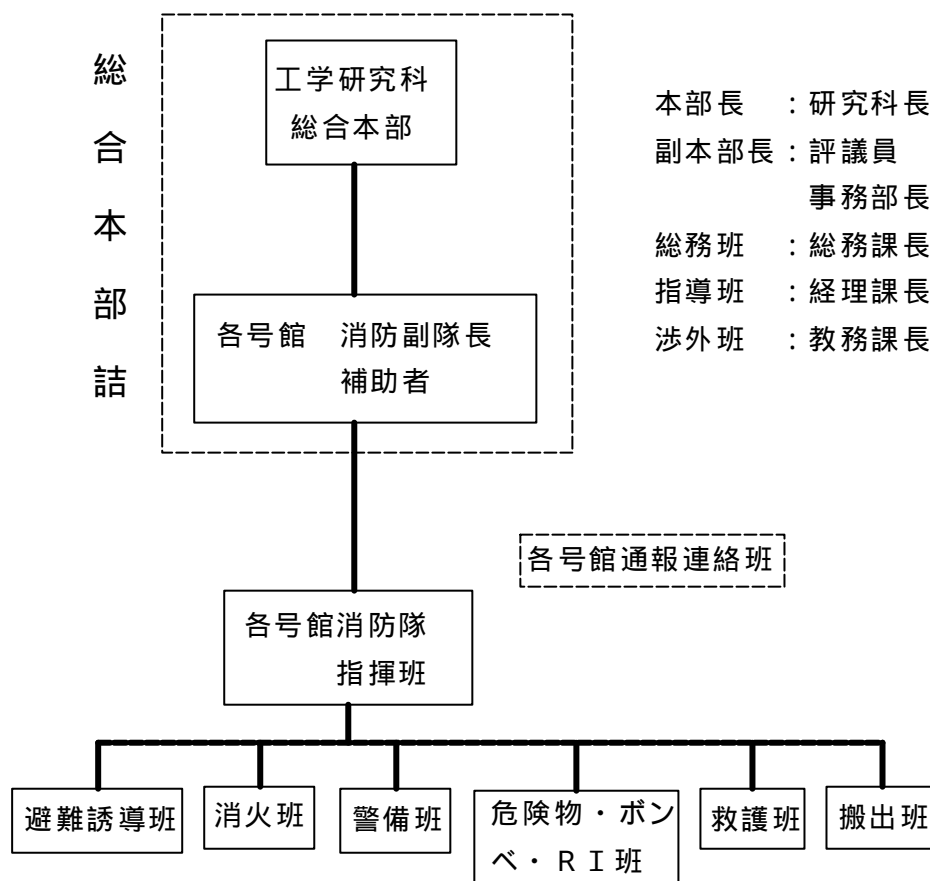 総合本部詰
工学研究科
総合本部
本部長　：研究科長
副本部長：評議員
事務部長
総務班　：総務課長
指導班　：経理課長
渉外班　：教務課長
各号館　消防副隊長
補助者
各号館通報連絡班
各号館消防隊
指揮班
避難誘導班
消火班
警備班
危険物・ボン
ベ・ＲＩ班
救護班
搬出班